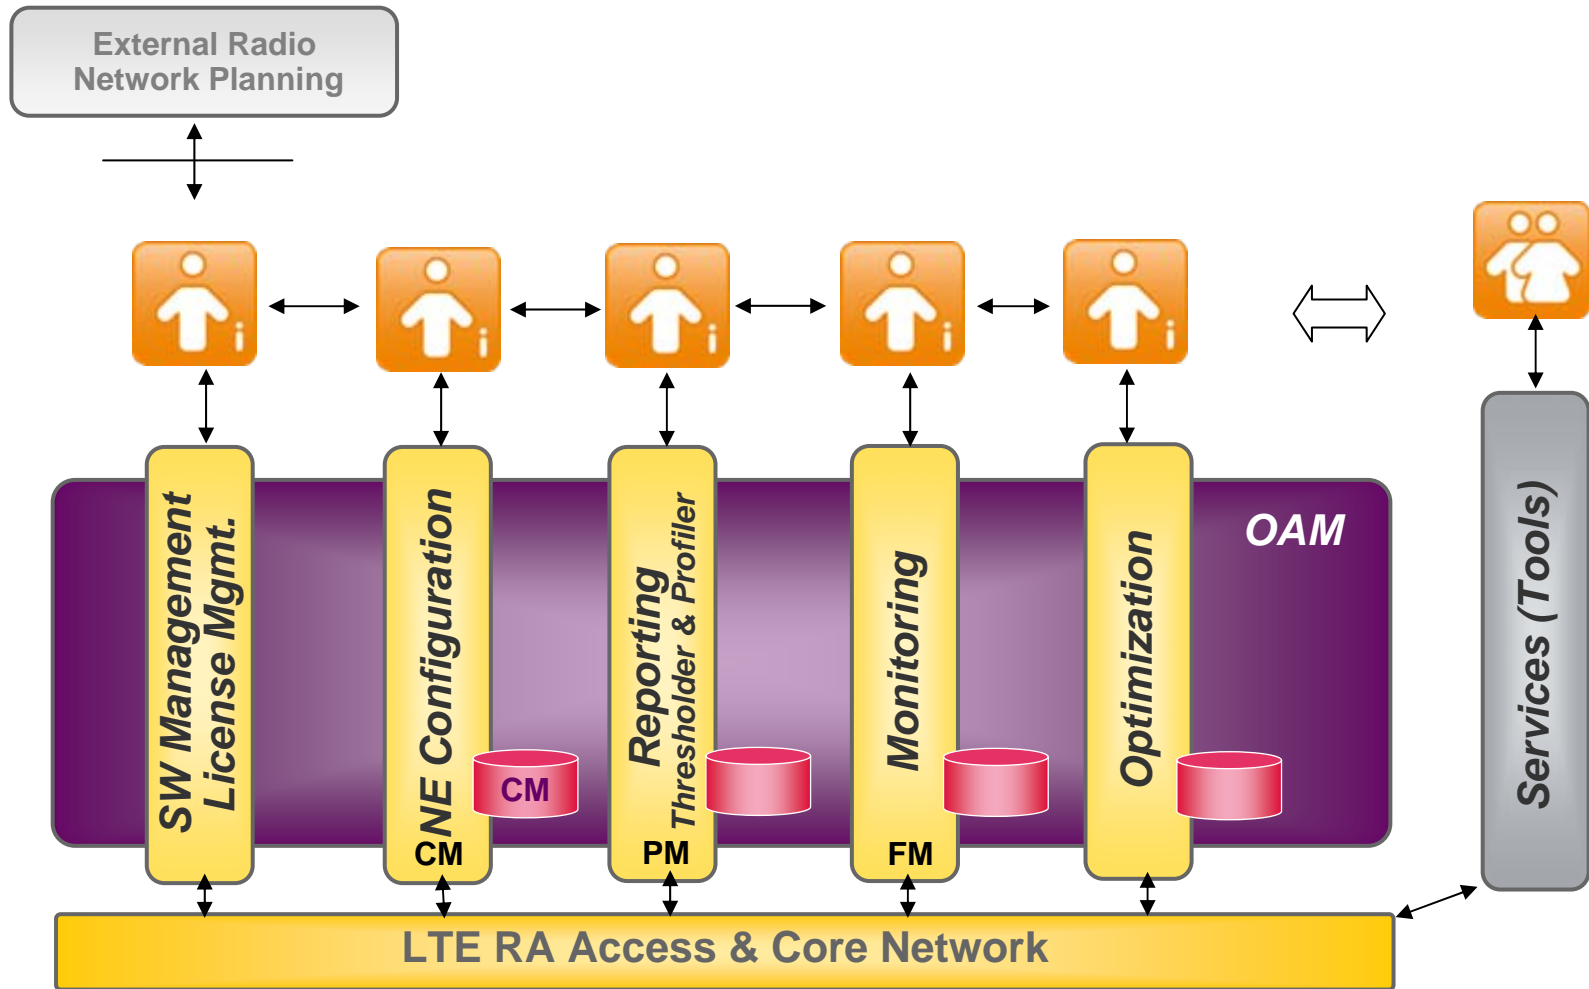 External Radio
Network Planning
i
i
i
i
i
OAM
SW Management
License Mgmt.
NE Configuration
CM
CM
Reporting
Thresholder & Profiler
PM
Monitoring
FM
Optimization
Services (Tools)
LTE RA Access & Core Network